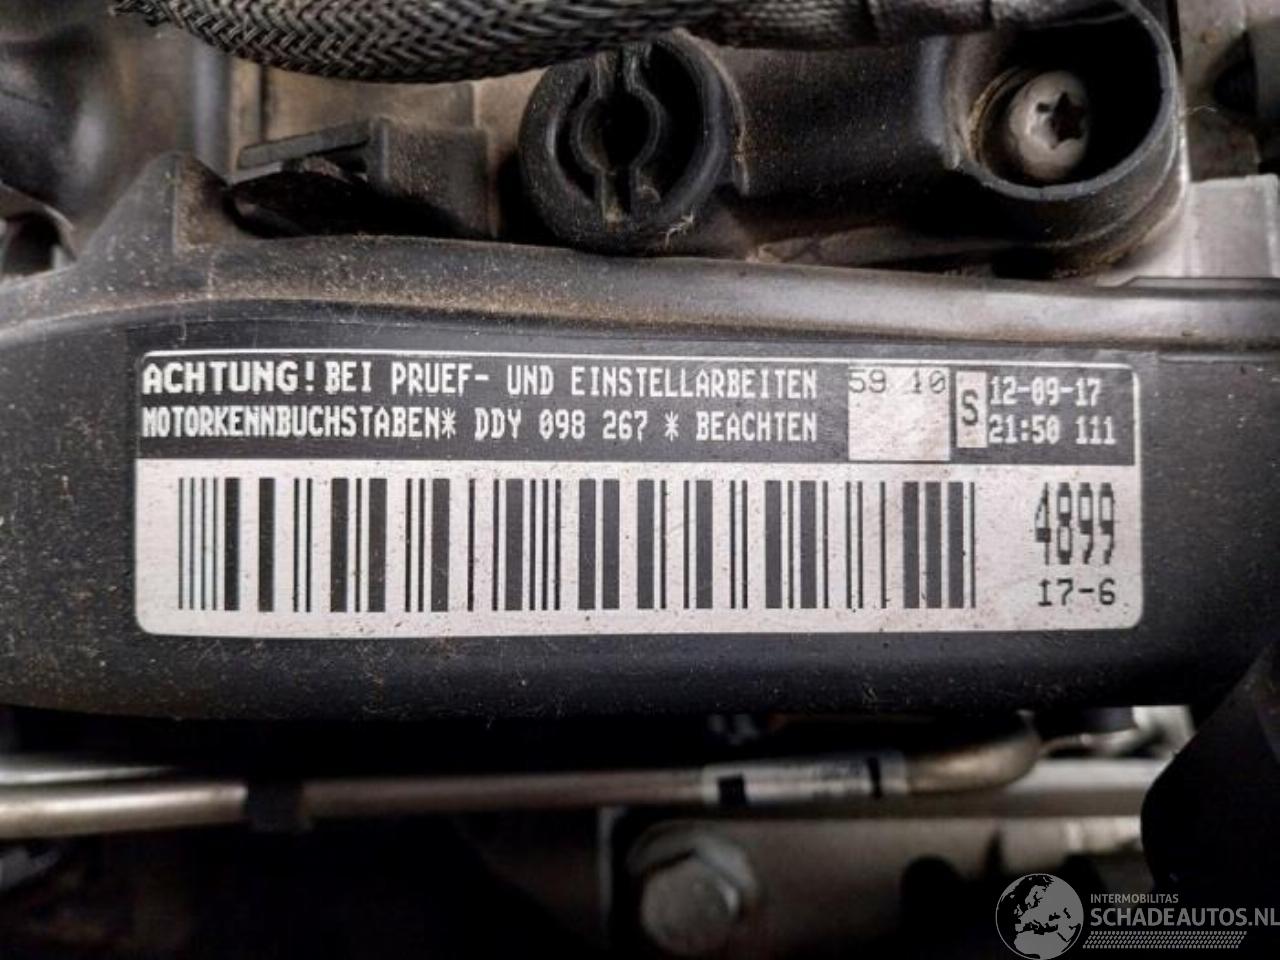 ACHTUNG! BEI PRUEF- UND EINSTELLARBEITEN
MOTORKENNBUCHSTABEN* DDY 098 267 * BEACHTEN
59 10
S
12-09-17
21:50 111
4899
17-6
INTERMOBILITAS
SCHADEAUTOS.NL